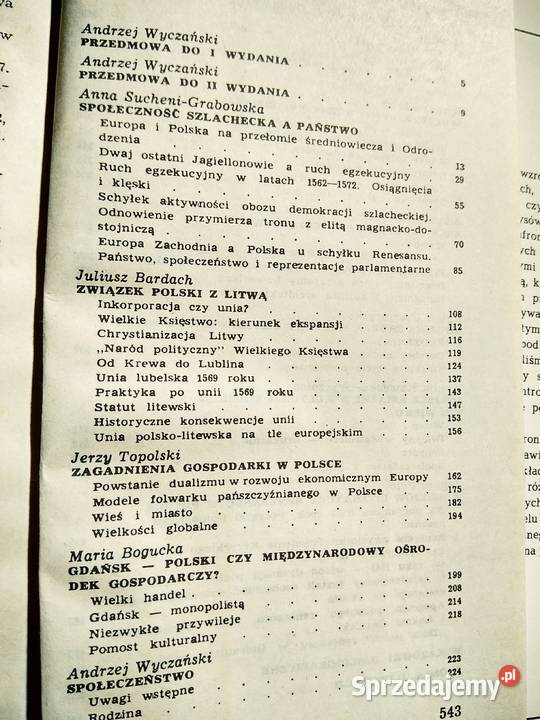 Andrzej Wyczański
PRZEDMOWA DO I WYDANIA . . . . . . 5
Andrzej Wyczański
PRZEDMOWA DO II WYDANIA . . . . . . 9
Anna Sucheni-Grabowska
SPOŁECZNOŚĆ SZLACHECKA A PAŃSTWO
Europa i Polska na przełomie średniowiecza i Odro-
dzenia . . . . . . . . . . 13
Dwaj ostatni Jagiellonowie a ruch egzekucyjny . 29
Ruch egzekucyjny w latach 1562—1572. Osiągnięcia
i klęski . . . . . . . . . . 55
Schyłek aktywności obozu demokracji szlacheckiej.
Odnowienie przymierza tronu z elitą magnacko-do-
stojniczą . . . . . . . . . . 70
Europa Zachodnia a Polska u schyłku Renesansu.
Państwo, społeczeństwo i reprezentacje parlamentarne 85
Juliusz Bardach
ZWIĄZEK POLSKI Z LITWĄ
Inkorporacja czy unia? . . . . . . 108
Wielkie Księstwo: kierunek ekspansji . . . 112
Chrystianizacja Litwy . . . . . . 116
„Naród polityczny” Wielkiego Księstwa . . . 119
Od Krewa do Lublina . . . . . . 124
Unia lubelska 1569 roku . . . . . . 137
Praktyka po unii 1569 roku . . . . . 143
Statut litewski . . . . . . . . 147
Historyczne konsekwencje unii . . . . . 153
Unia polsko-litewska na tle europejskim . . . 156
Jerzy Topolski
ZAGADNIENIA GOSPODARKI W POLSCE
Powstanie dualizmu w rozwoju ekonomicznym Europy 162
Modele folwarku pańszczyźnianego w Polsce . . 175
Wieś i miasto . . . . . . . . 182
Wielkości globalne . . . . . . . 194
Maria Bogucka
GDAŃSK — POLSKI CZY MIĘDZYNARODOWY OŚRO-
DEK GOSPODARCZY?
Wielki handel . . . . . . . . 199
Gdańsk — monopolistą . . . . . . 208
Niezwykłe przywileje . . . . . . 214
Pomost kulturalny . . . . . . . 218
Andrzej Wyczański
SPOŁECZEŃSTWO . . . . . . . 223
Uwagi wstępne . . . . . . . . 224
Rodzina . . . . . . . . .
543
Sprzedajemy.pl